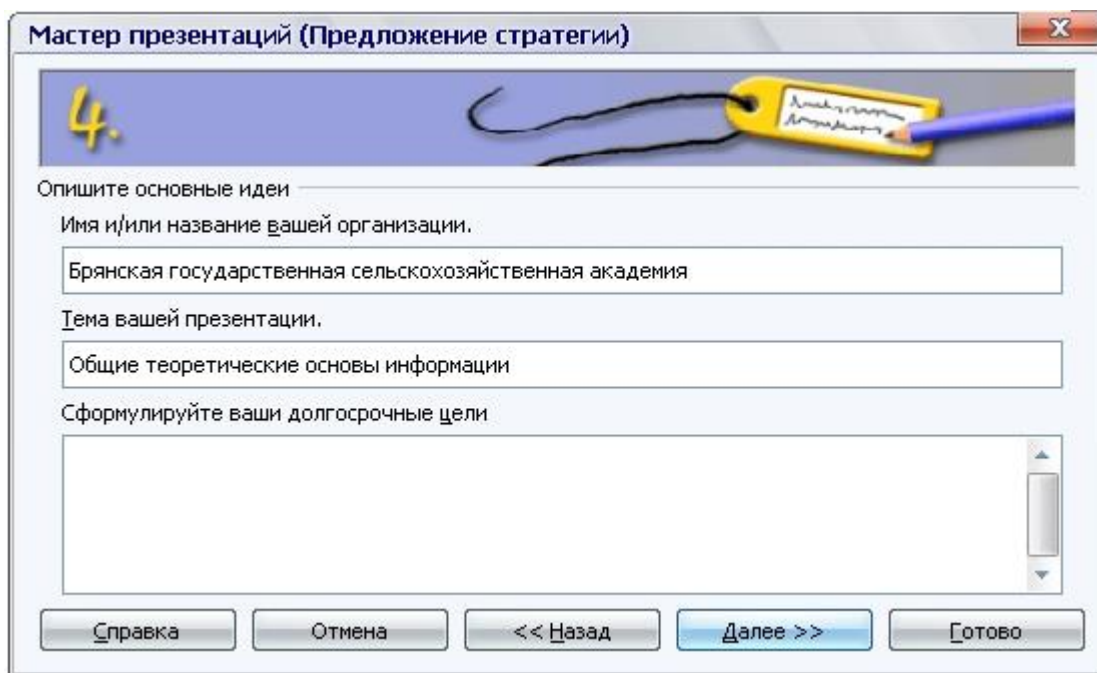 Мастер презентаций (Предложение стратегии)
4.
Опишите основные идеи
Имя и/или название вашей организации.
Брянская государственная сельскохозяйственная академия
Тема вашей презентации.
Общие теоретические основы информации
Сформулируйте ваши долгосрочные цели
Справка Отмена << Назад Далее >> Готово